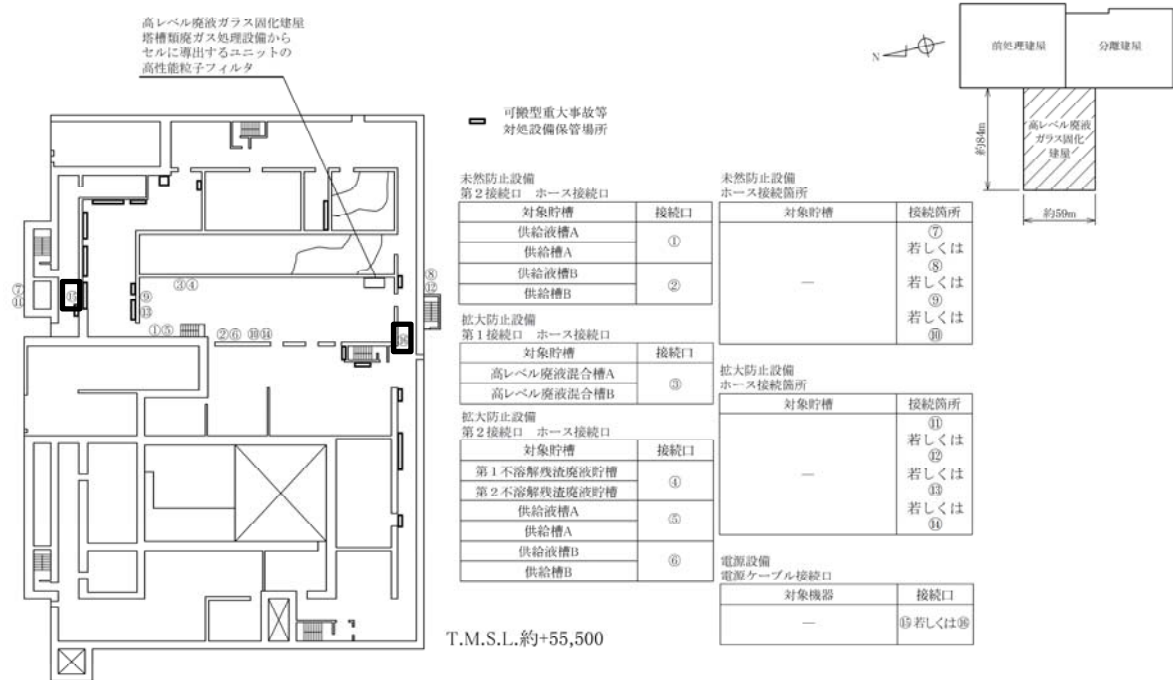 高レベル廃液ガラス固化建屋
塔槽類廃ガス処理設備から
セルに導出するユニットの
高性能粒子フィルタ
可搬型重大事故等
対処設備保管場所
N
前処理建屋
分離建屋
高レベル廃液
ガラス固化
建屋
約84m
約59m
⑦
⑩
⑮
③④
⑨
⑬
①⑤
②⑥ ⑩⑭
⑧
⑫
⑯
未然防止設備
第2接続口 ホース接続口
対象貯槽 接続口
供給液槽A
供給槽A
①
供給液槽B
供給槽B
②
拡大防止設備
第1接続口 ホース接続口
対象貯槽 接続口
高レベル廃液混合槽A
高レベル廃液混合槽B
③
拡大防止設備
第2接続口 ホース接続口
対象貯槽 接続口
第1不溶解残渣廃液貯槽
第2不溶解残渣廃液貯槽
④
供給液槽A
供給槽A
⑤
供給液槽B
供給槽B
⑥
未然防止設備
ホース接続箇所
対象貯槽 接続箇所
―
⑦
若しくは
⑧
若しくは
⑨
若しくは
⑩
拡大防止設備
ホース接続箇所
対象貯槽 接続箇所
―
⑪
若しくは
⑫
若しくは
⑬
若しくは
⑭
電源設備
電源ケーブル接続口
対象機器 接続口
― ⑮若しくは⑯
T.M.S.L.約+55,500